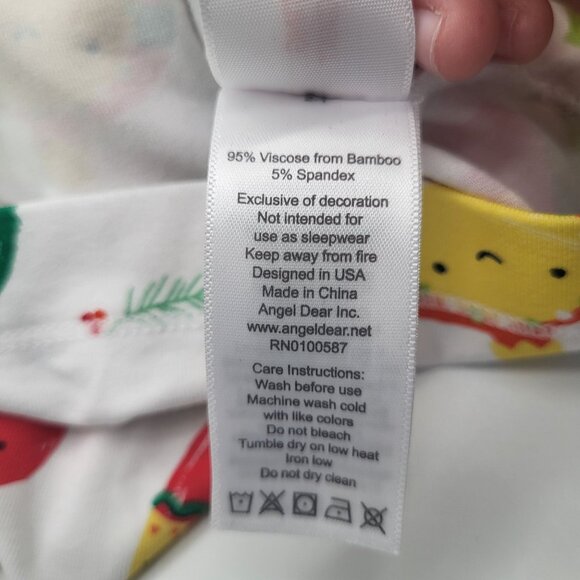 95% Viscose from Bamboo
5% Spandex
Exclusive of decoration
Not intended for
use as sleepwear
Keep away from fire
Designed in USA
Made in China
Angel Dear Inc.
www.angeldear.net
RN0100587
Care Instructions:
Wash before use
Machine wash cold
with like colors
Do not bleach
Tumble dry on low heat
Iron low
Do not dry clean